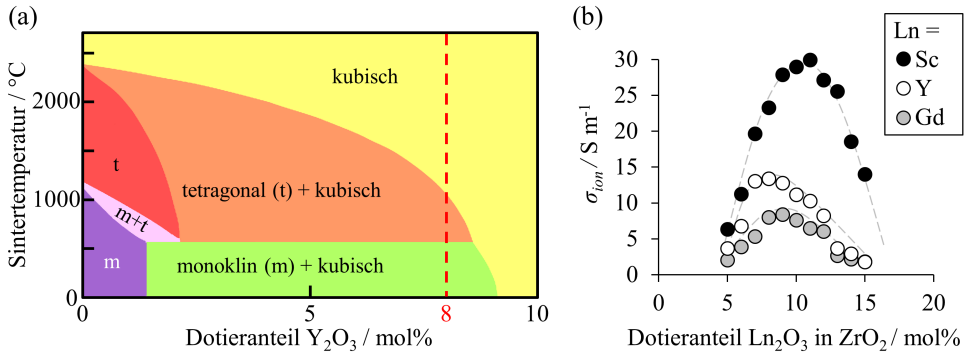 (a)
Sintertemperatur / °C
2000
1000
0
kubisch
t
tetragonal (t) + kubisch
m+t
m
monoklin (m) + kubisch
0
5
8
10
Dotieranteil Y₂O₃ / mol%
(b)
Ln =
Sc
Y
Gd
σion / S m⁻¹
30
25
20
15
10
5
0
0
5
10
15
20
Dotieranteil Ln₂O₃ in ZrO₂ / mol%